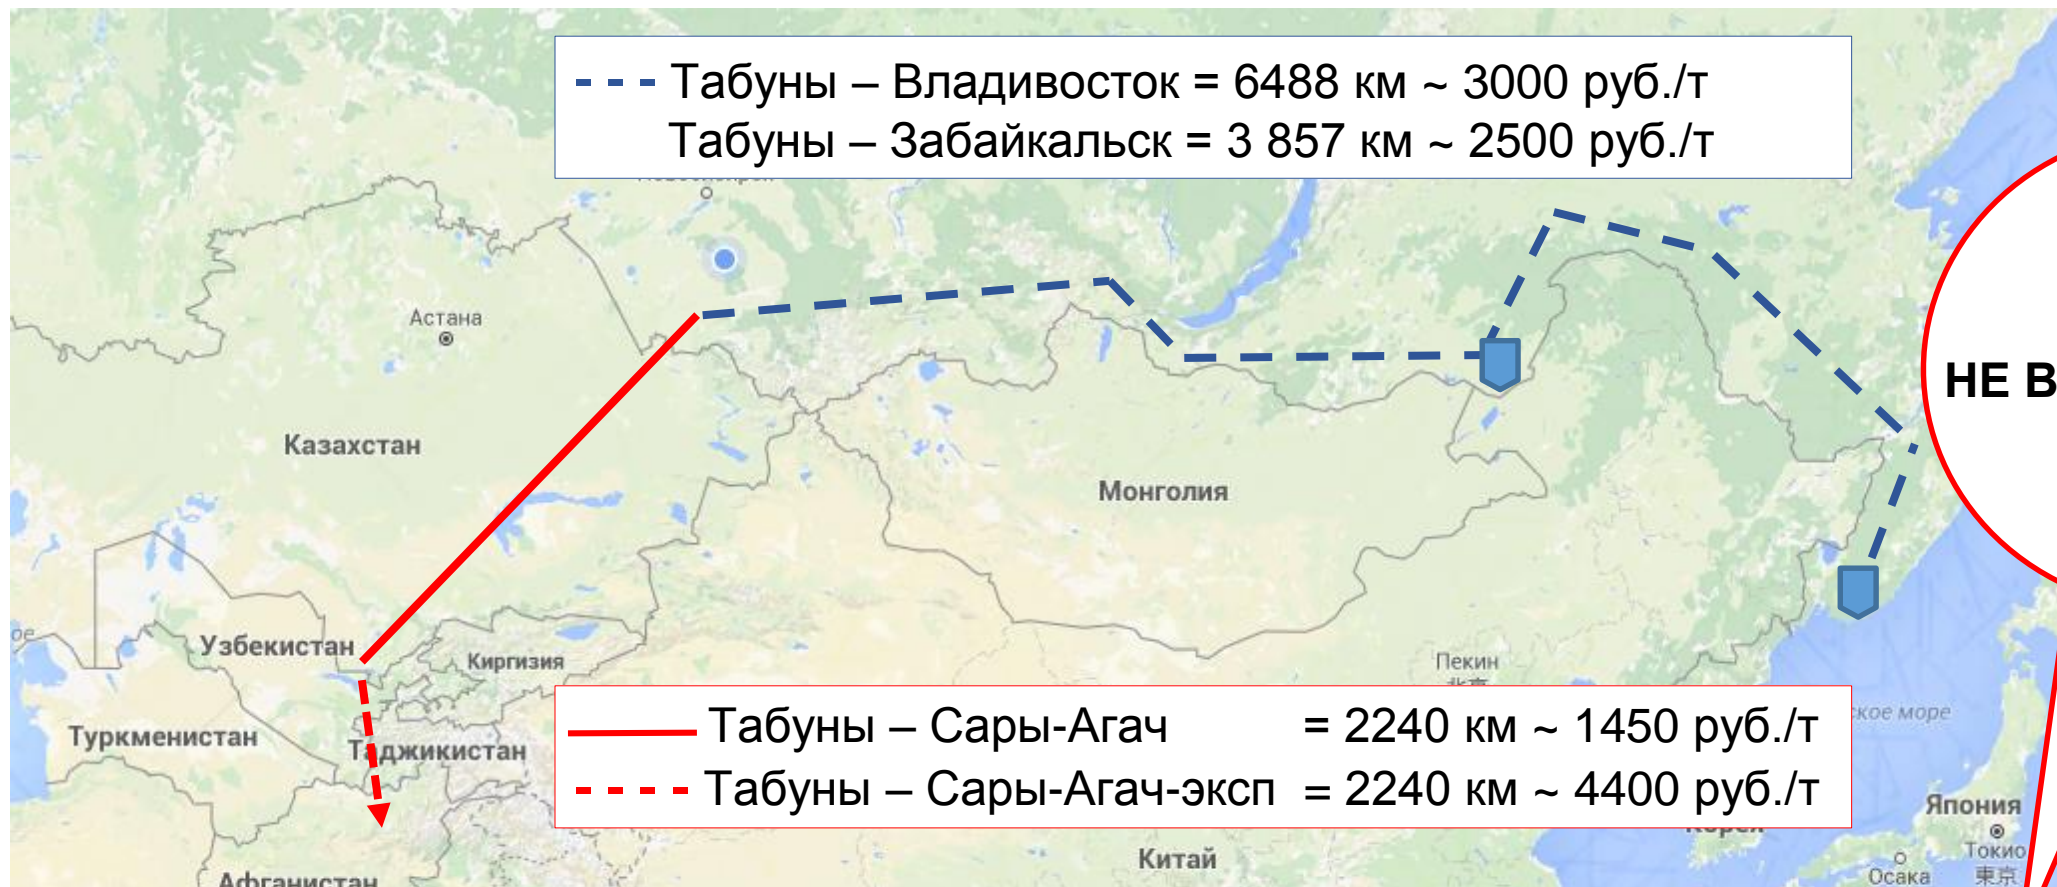 Табуны – Владивосток = 6488 км ~ 3000 руб./т
Табуны – Забайкальск = 3 857 км ~ 2500 руб./т
Астана
НЕ В
Казахстан
Монголия
Узбекистан
Киргизия
Пекин
Туркменистан
Таджикистан
Табуны – Сары-Агач = 2240 км ~ 1450 руб./т
ское море
Табуны – Сары-Агач-эксп = 2240 км ~ 4400 руб./т
Япония
Токио
東京
Китай
Осака
Афганистан